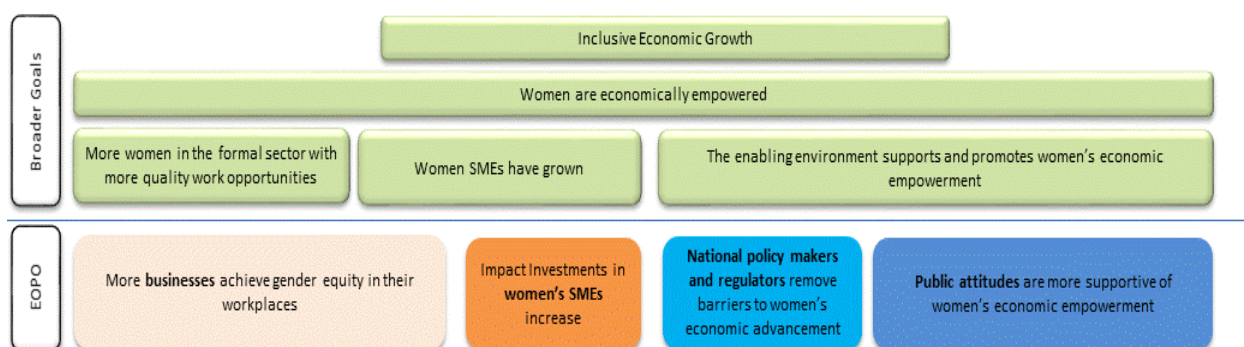 Broader Goals
Inclusive Economic Growth
Women are economically empowered
More women in the formal sector with
more quality work opportunities
Women SMEs have grown
The enabling environment supports and promotes women's economic
empowerment
EOPO
More businesses achieve gender equity in their
workplaces
Impact Investments in
women's SMEs
increase
National policy makers
and regulators remove
barriers to women's
economic advancement
Public attitudes are more supportive of
women's economic empowerment